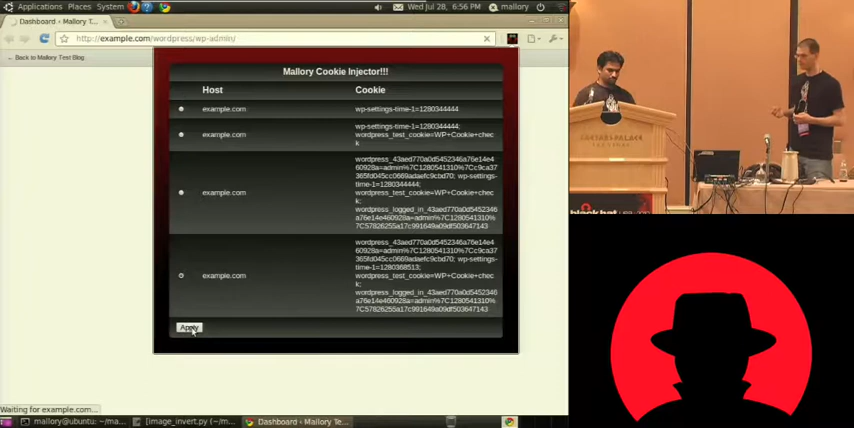 Applications Places System
Wed Jul 28, 6:56 PM mallory
Dashboard ‹ Mallory T...
http://example.com/wordpress/wp-admin/
← Back to Mallory Test Blog
Mallory Cookie Injector!!!
Host Cookie
example.com wp-settings-time-1=1280344444
example.com wp-settings-time-1=1280344444;
wordpress_test_cookie=WP+Cookie+chec
k
example.com wordpress_43aed770a0d5452346a76e14e4
60928a=admin%7C1280541310%7Cc9ca37
365fd045cc0669adaefc9cbd70; wp-settings-
time-1=1280344444;
wordpress_test_cookie=WP+Cookie+chec
k;
wordpress_logged_in_43aed770a0d5452346
a76e14e460928a=admin%7C1280541310%
7C57826255a17c991649a09d503647143
example.com wordpress_43aed770a0d5452346a76e14e4
60928a=admin%7C1280541310%7Cc9ca37
365fd045cc0669adaefc9cbd70; wp-settings-
time-1=1280368513;
wordpress_test_cookie=WP+Cookie+chec
k;
wordpress_logged_in_43aed770a0d5452346
a76e14e460928a=admin%7C1280541310%
7C57826255a17c991649a09d503647143
Apply
Waiting for example.com...
mallory@ubuntu: ~/ma...
[image_invert.py (~/m...
Dashboard ‹ Mallory Te...
CAESARS PALACE
black hat